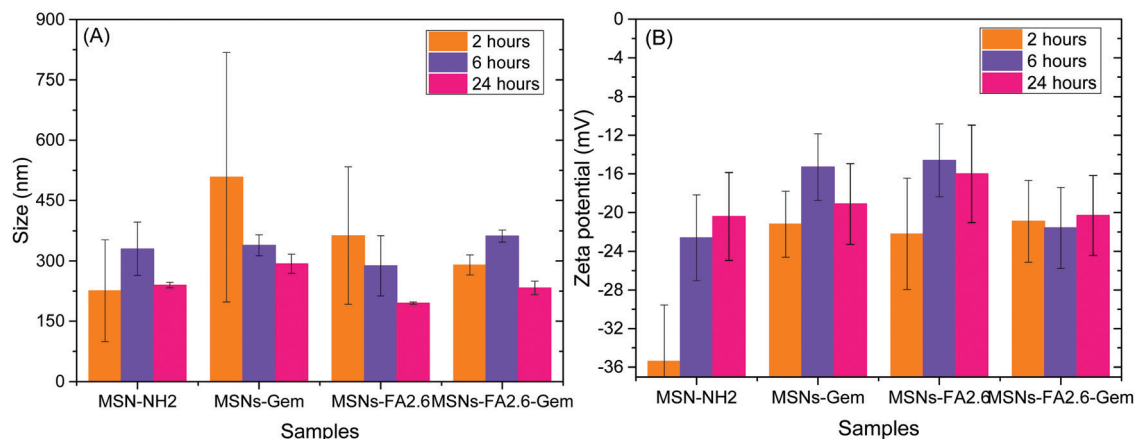 (A)
2 hours
6 hours
24 hours
900
750
600
450
300
150
0
Size (nm)
MSN-NH2 MSNs-Gem MSNs-FA2.6 MSNs-FA2.6-Gem
Samples
(B)
2 hours
6 hours
24 hours
0
-4
-8
-12
-16
-20
-24
-28
-32
-36
Zeta potential (mV)
MSN-NH2 MSNs-Gem MSNs-FA2.6 MSNs-FA2.6-Gem
Samples